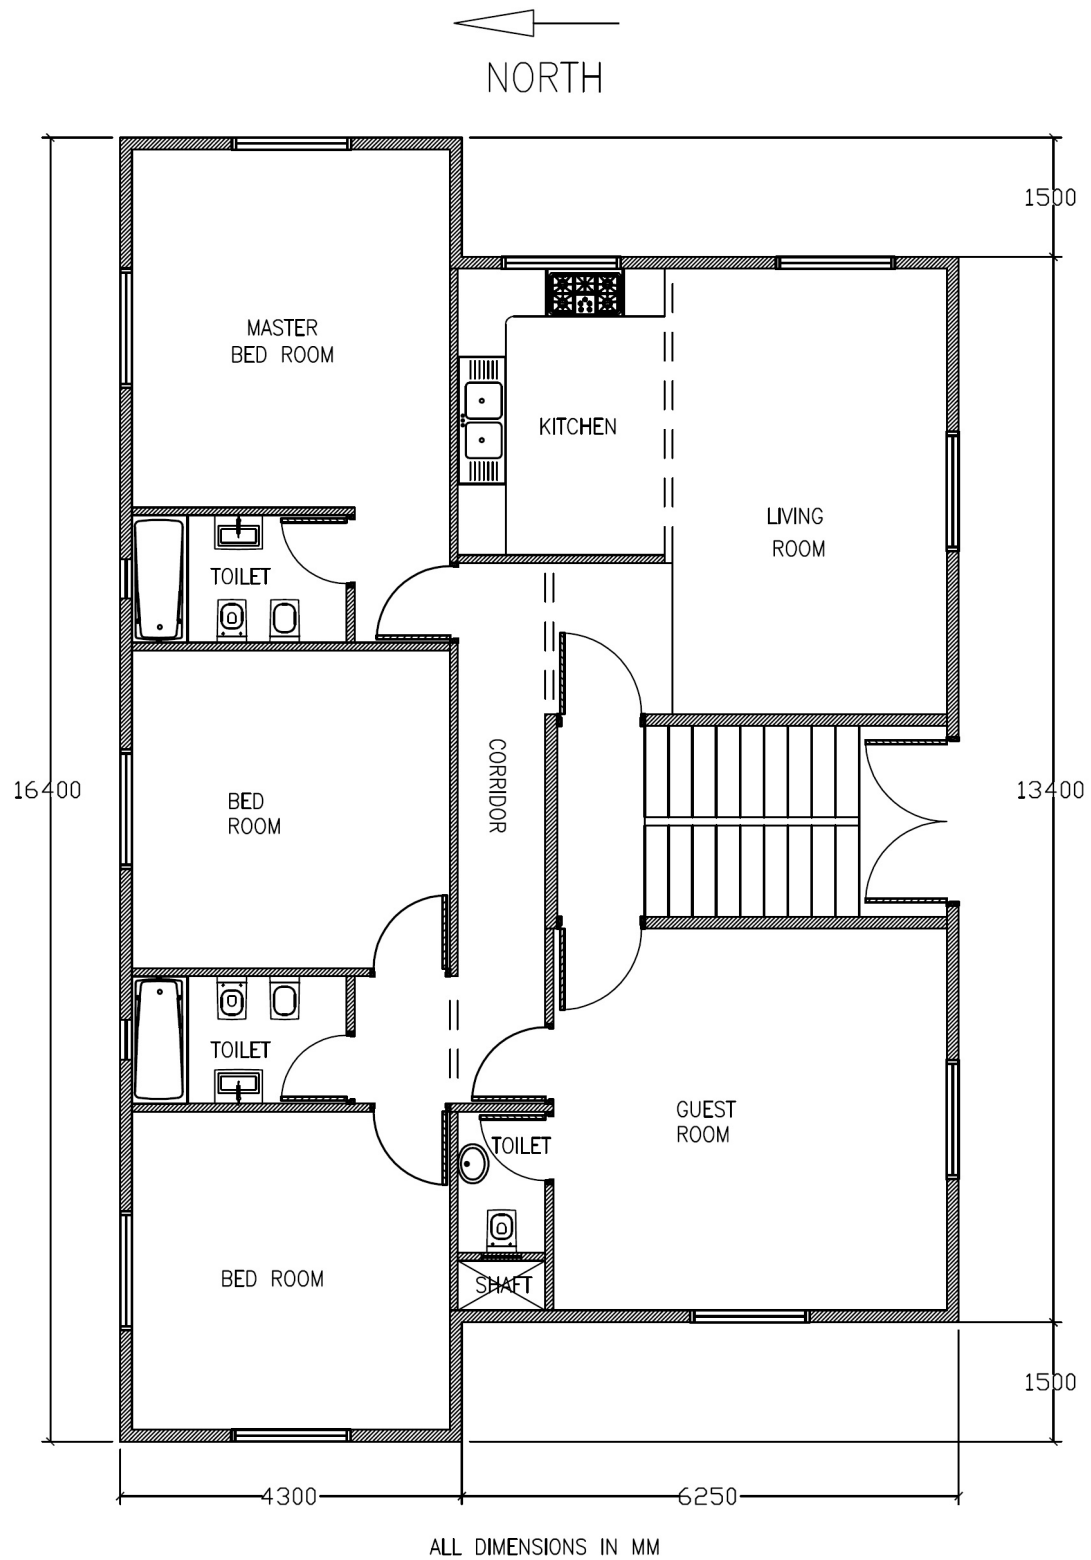 NORTH
1500
MASTER
BED ROOM
KITCHEN
LIVING
ROOM
TOILET
CORRIDOR
16400
13400
BED
ROOM
TOILET
GUEST
ROOM
TOILET
BED ROOM
SHAFT
1500
4300
6250
ALL DIMENSIONS IN MM